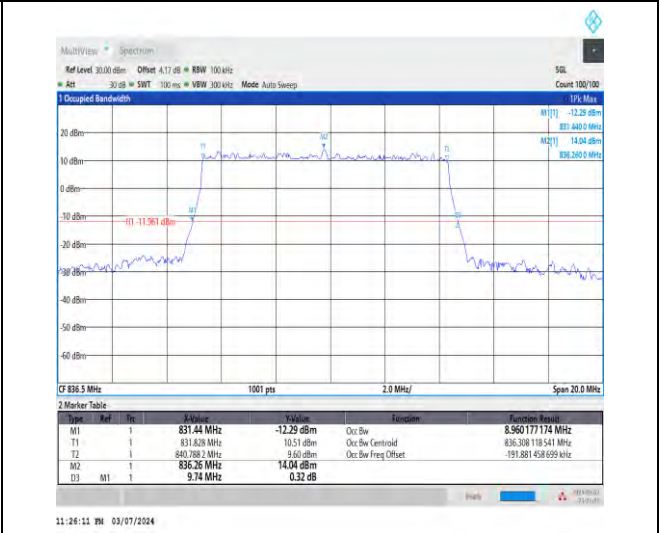 MultiView Spectrum
Ref Level 30.00 dBm Offset 4.17 dB RBW 100 kHz SGL
Att 30 dB SWT 100 ms VBW 300 kHz Mode Auto Sweep Count 100/100
1 Occupied Bandwidth 1Pk Max
M1[1] -12.29 dBm
831.440 0 MHz
M2[1] 14.04 dBm
836.260 0 MHz
20 dBm
M2
T1
T2
10 dBm
0 dBm
M1
-10 dBm
H1 -11.961 dBm
-20 dBm
-30 dBm
-40 dBm
-50 dBm
-60 dBm
CF 836.5 MHz 1001 pts 2.0 MHz/ Span 20.0 MHz
2 Marker Table
Type Ref Trc X-Value Y-Value Function Function Result
M1 1 831.44 MHz -12.29 dBm Occ Bw 8.960177174 MHz
T1 1 831.828 MHz 10.51 dBm Occ Bw Centroid 836.308 118 541 MHz
T2 1 840.788 2 MHz 9.60 dBm Occ Bw Freq Offset -191.881 458 699 kHz
M2 1 836.26 MHz 14.04 dBm
D3 M1 1 9.74 MHz 0.32 dB
11:26:11 PM 03/07/2024